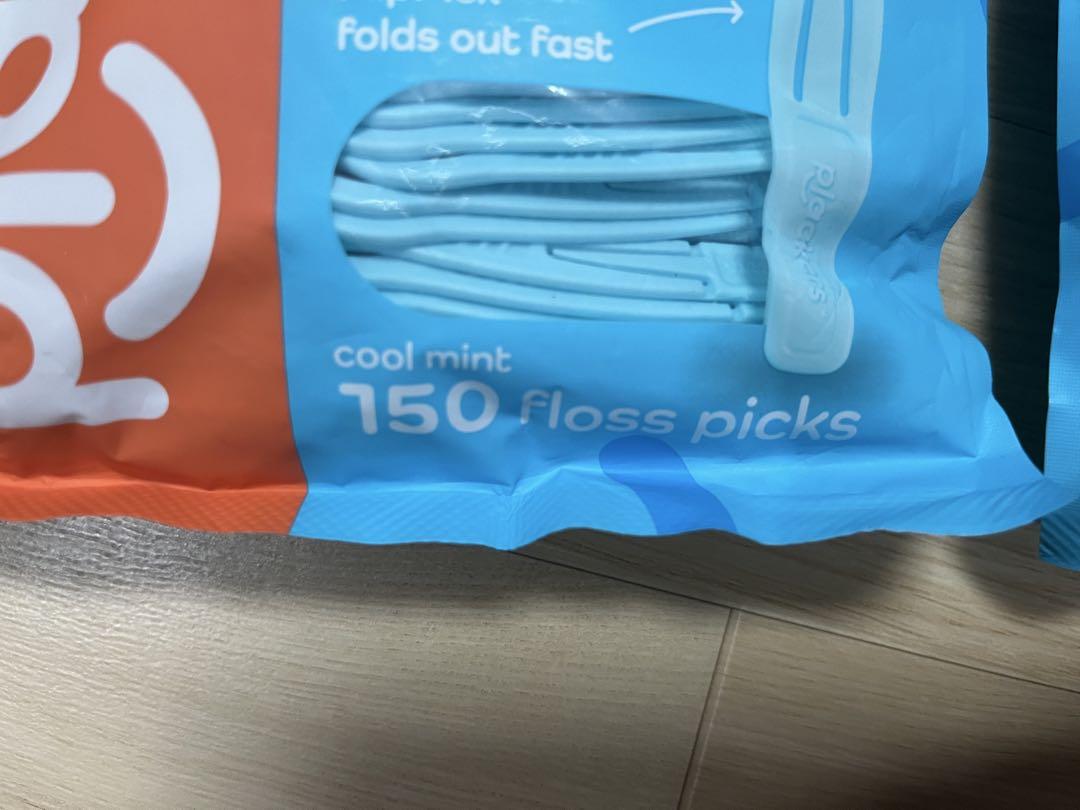 folds out fast
plackers
cool mint
150 floss picks